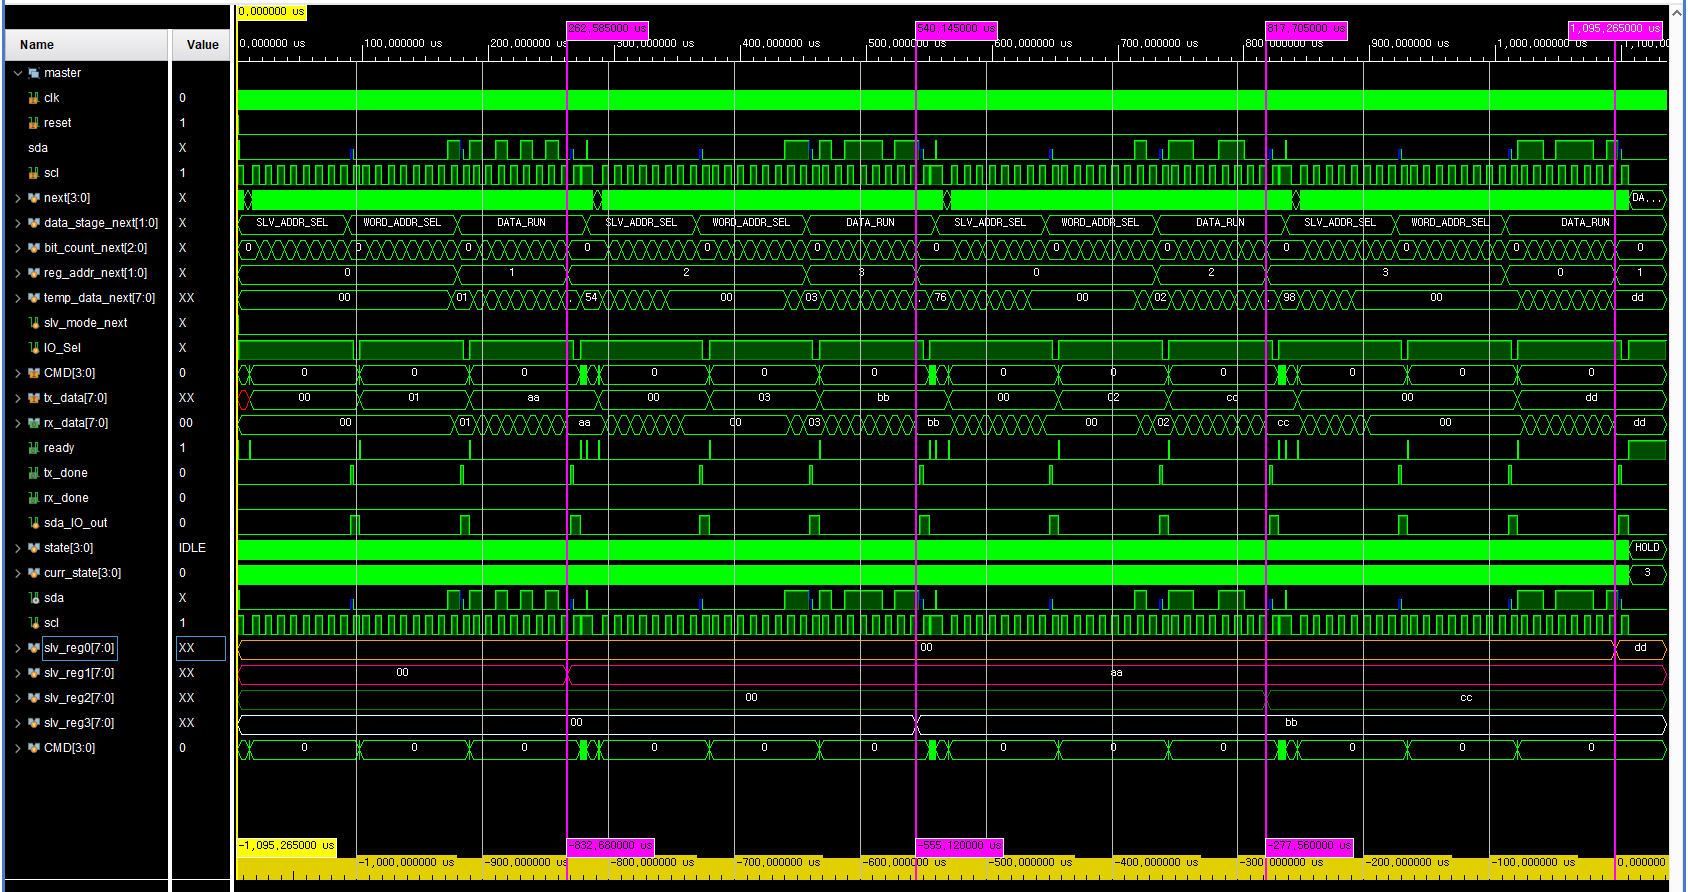 0,000000 us
262,585000 us 540,145000 us 817,705000 us 1,095,265000 us
Name Value
0,000000 us 100,000000 us 200,000000 us 300,000000 us 400,000000 us 500,000000 us 600,000000 us 700,000000 us 800,000000 us 900,000000 us 1,000,000000 us
master
clk 0
reset 1
sda X
scl 1
next[3:0] X DA...
data_stage_next[1:0] X SLV_ADDR_SEL WORD_ADDR_SEL DATA_RUN SLV_ADDR_SEL WORD_ADDR_SEL DATA_RUN SLV_ADDR_SEL WORD_ADDR_SEL DATA_RUN SLV_ADDR_SEL WORD_ADDR_SEL DATA_RUN
bit_count_next[2:0] X 0 0 0 0 0 0 0 0 0 0 0 0 0
reg_addr_next[1:0] X 0 1 2 3 0 2 3 0 1
temp_data_next[7:0] XX 00 01 . 54 00 03 . 76 00 02 . 98 00 dd
slv_mode_next X
IO_Sel X
CMD[3:0] 0 0 0 0 0 0 0 0 0 0 0 0 0
tx_data[7:0] XX 00 01 aa 00 03 bb 00 02 cc 00 dd
rx_data[7:0] 00 00 01 aa 00 03 bb 00 02 cc 00 dd
ready 1
tx_done 0
rx_done 0
sda_IO_out 0
state[3:0] IDLE HOLD
curr_state[3:0] 0 3
sda X
scl 1
slv_reg0[7:0] XX 00 dd
slv_reg1[7:0] XX 00 aa
slv_reg2[7:0] XX 00 cc
slv_reg3[7:0] XX 00 bb
CMD[3:0] 0 0 0 0 0 0 0 0 0 0 0 0 0
-1,095,265000 us -832,680000 us -555,120000 us -277,560000 us
-1,000,000000 us -900,000000 us -800,000000 us -700,000000 us -600,000000 us -500,000000 us -400,000000 us -300,000000 us -200,000000 us -100,000000 us 0,000000